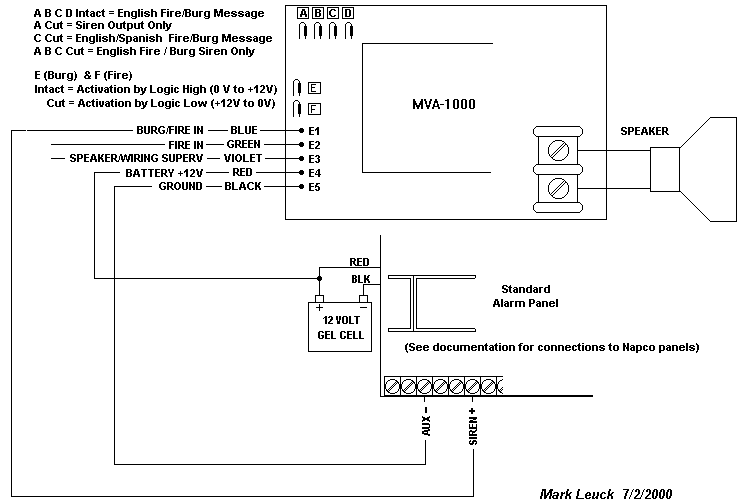 A B C D Intact = English Fire/Burg Message
A Cut = Siren Output Only
C Cut = English/Spanish Fire/Burg Message
A B C Cut = English Fire / Burg Siren Only
E (Burg) & F (Fire)
Intact = Activation by Logic High (0 V to +12V)
Cut = Activation by Logic Low (+12V to 0V)
A B C D
E
F
MVA-1000
SPEAKER
BURG/FIRE IN BLUE E1
FIRE IN GREEN E2
SPEAKER/WIRING SUPERV VIOLET E3
BATTERY +12V RED E4
GROUND BLACK E5
RED
BLK
+ -
12 VOLT
GEL CELL
Standard
Alarm Panel
(See documentation for connections to Napco panels)
AUX -
SIREN +
Mark Leuck 7/2/2000